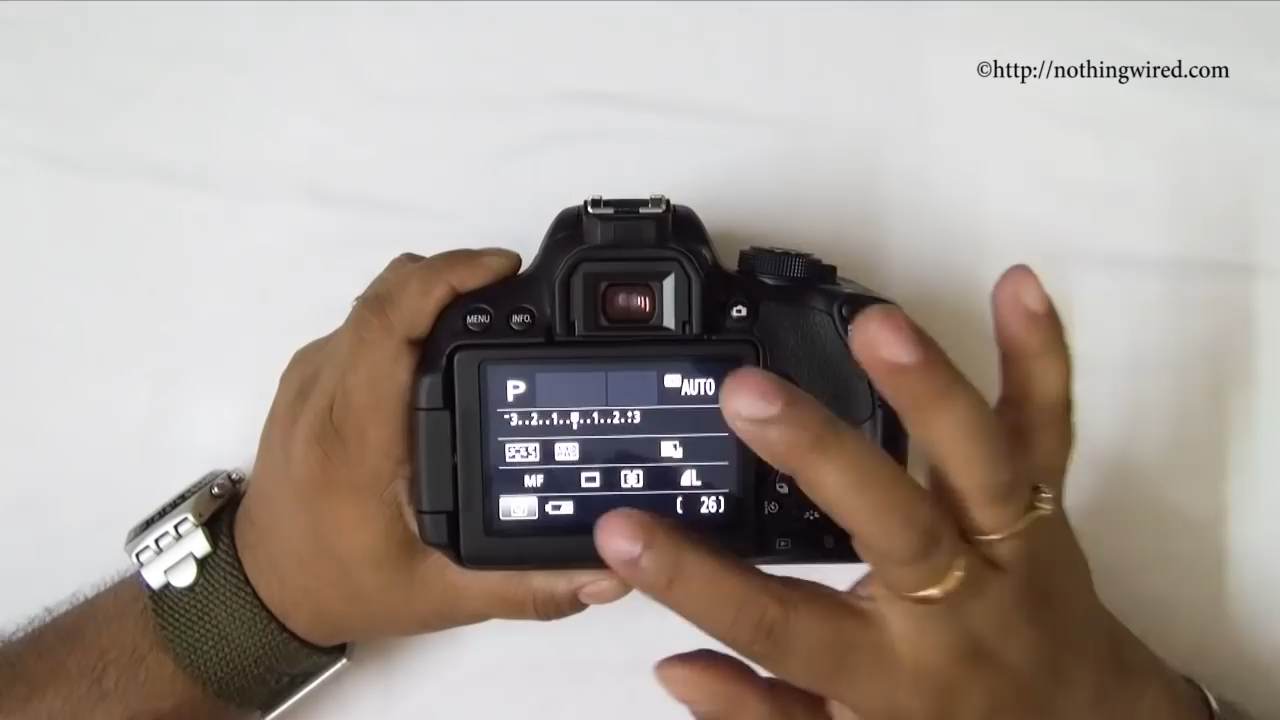 ©http://nothingwired.com
MENU INFO.
P AUTO
-3..2..1..0..1..2.:3
MF L
[ 26]